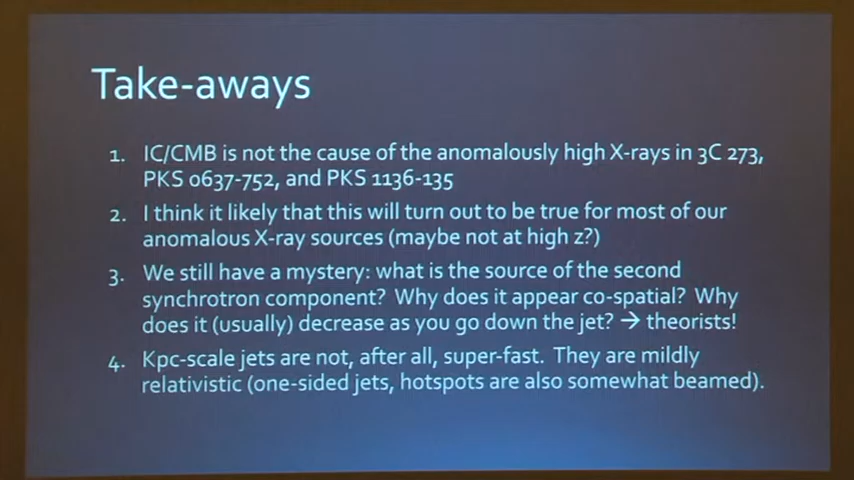 Take-aways
1. IC/CMB is not the cause of the anomalously high X-rays in 3C 273,
PKS 0637-752, and PKS 1136-135
2. I think it likely that this will turn out to be true for most of our
anomalous X-ray sources (maybe not at high z?)
3. We still have a mystery: what is the source of the second
synchrotron component? Why does it appear co-spatial? Why
does it (usually) decrease as you go down the jet? → theorists!
4. Kpc-scale jets are not, after all, super-fast. They are mildly
relativistic (one-sided jets, hotspots are also somewhat beamed).